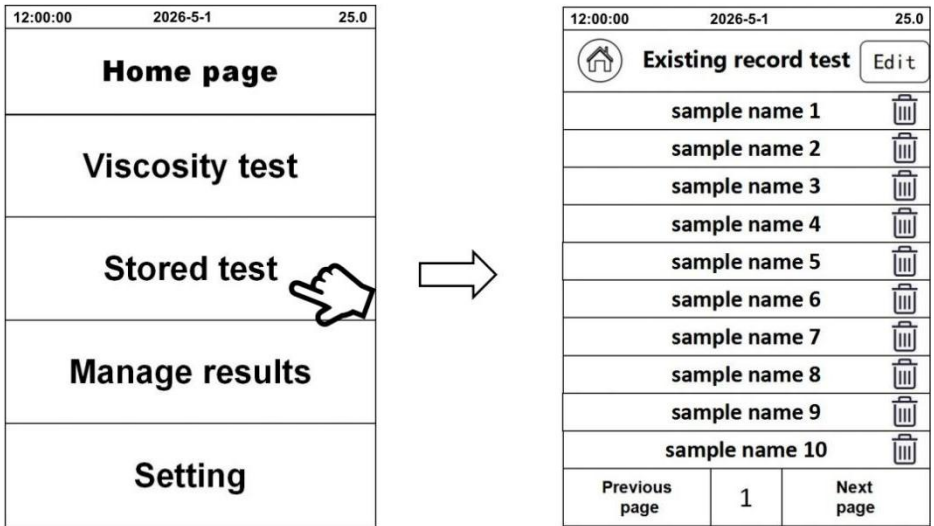 12:00:00 2026-5-1 25.0
Home page
Viscosity test
Stored test
Manage results
Setting
12:00:00 2026-5-1 25.0
Existing record test Edit
sample name 1
sample name 2
sample name 3
sample name 4
sample name 5
sample name 6
sample name 7
sample name 8
sample name 9
sample name 10
Previous
page
1
Next
page